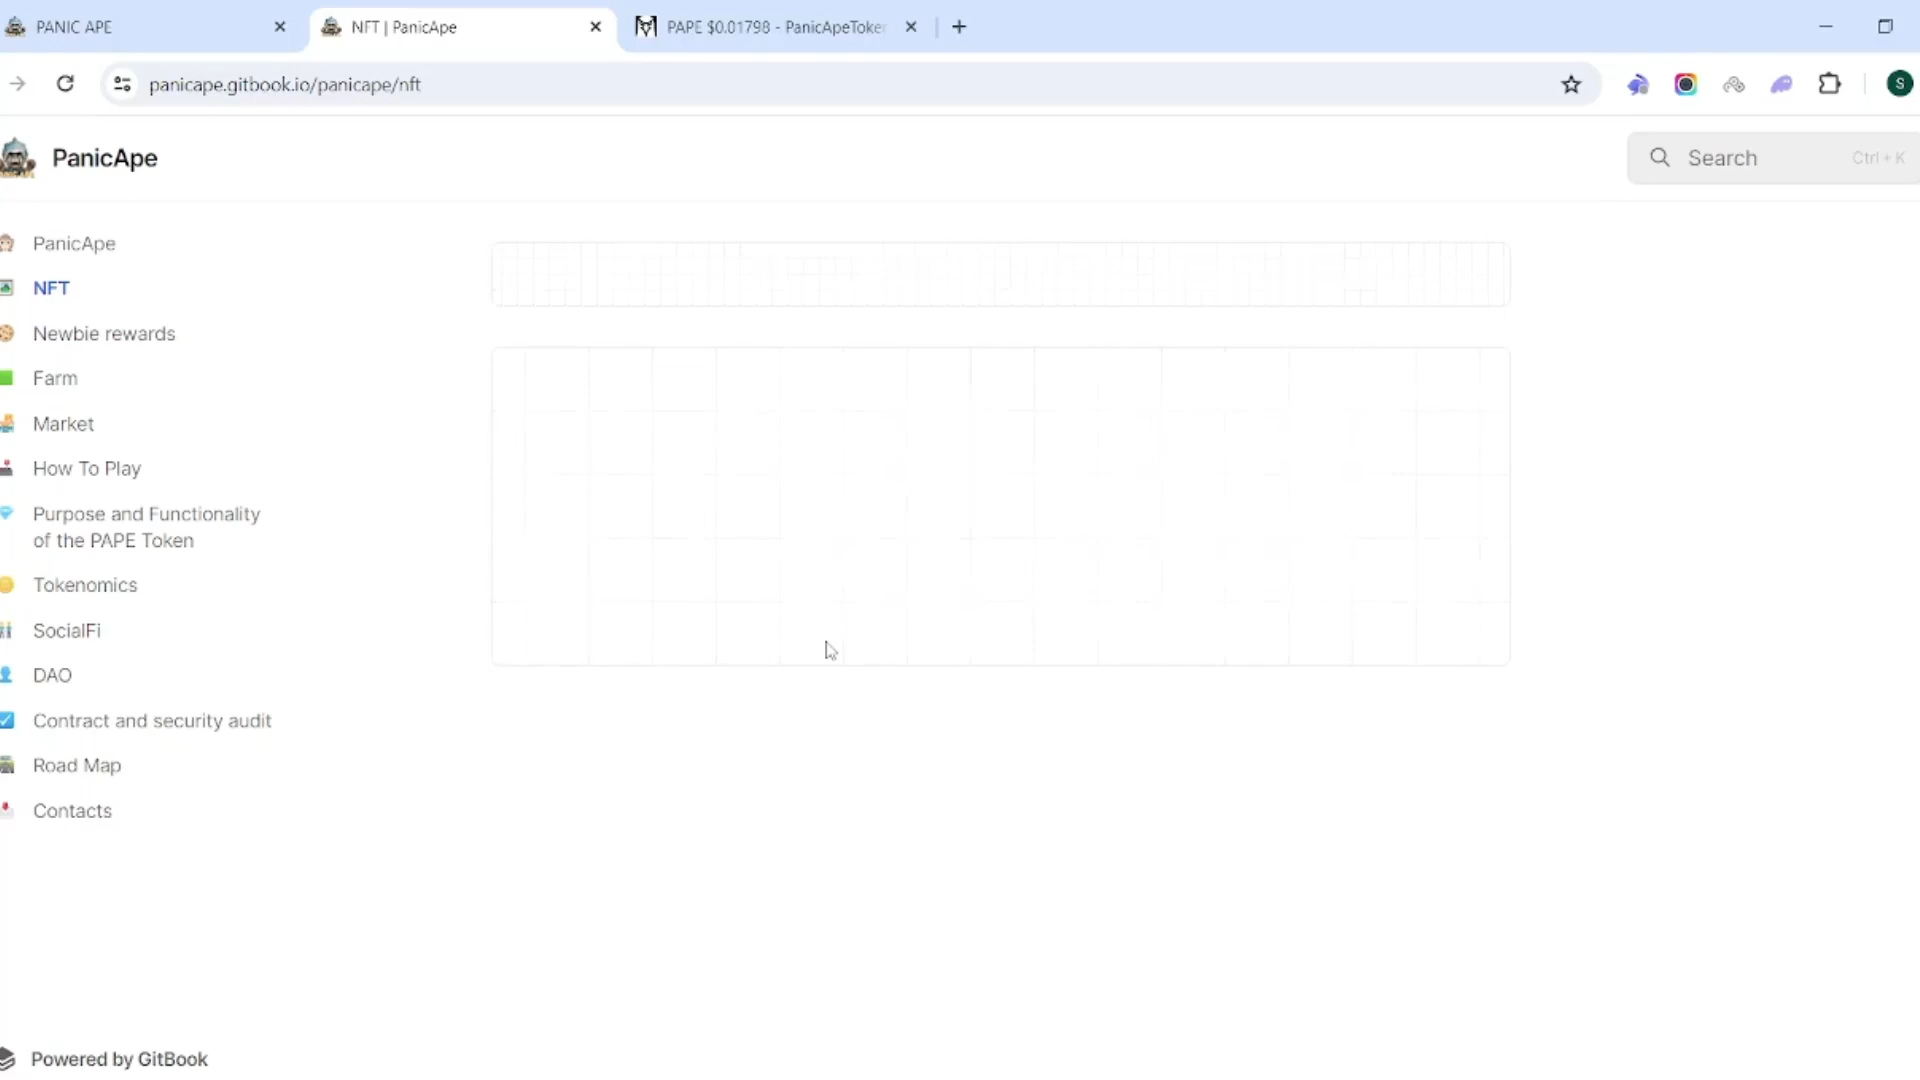 PANIC APE
NFT | PanicApe
PAPE $0.01798 - PanicApeToke
panicape.gitbook.io/panicape/nft
S
PanicApe
Search
Ctrl + K
PanicApe
NFT
Newbie rewards
Farm
Market
How To Play
Purpose and Functionality
of the PAPE Token
Tokenomics
SocialFi
DAO
Contract and security audit
Road Map
Contacts
Powered by GitBook